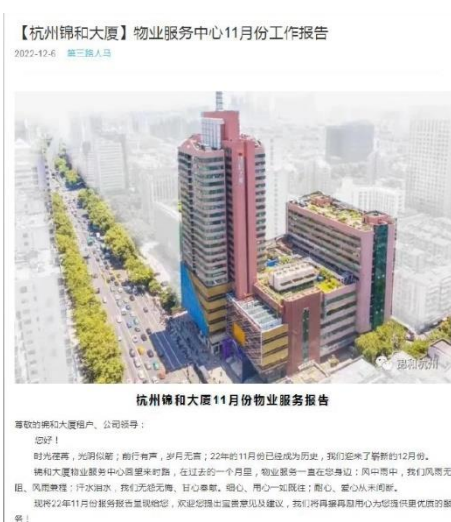 【杭州锦和大厦】物业服务中心11月份工作报告
2022-12-6 第三路人马
锦和杭州
杭州锦和大厦11月份物业服务报告
尊敬的锦和大厦租户、公司领导：
您好！
时光荏苒，光阴似箭；前行有声，岁月无言；22年的11月份已经成为历史，我们迎来了崭新的12月份。
锦和大厦物业服务中心回望来时路，在过去的一个月里，物业服务一直在您身边；风中雨中，我们风雨无
阻、风雨兼程；汗水泪水，我们无怨无悔、甘心奉献。细心、用心一如既往；耐心、爱心从未间断。
现将22年11月份服务报告呈现给您，欢迎您提出宝贵意见及建议，我们将再接再励用心为您提供更优质的服
务！